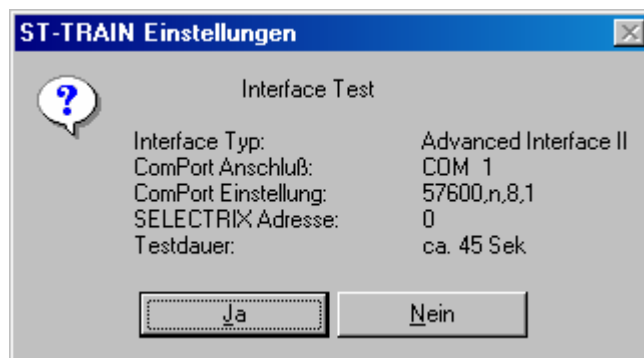 ST-TRAIN Einstellungen
?
Interface Test
Interface Typ: Advanced Interface II
ComPort Anschluß: COM 1
ComPort Einstellung: 57600,n,8,1
SELECTRIX Adresse: 0
Testdauer: ca. 45 Sek
Ja Nein